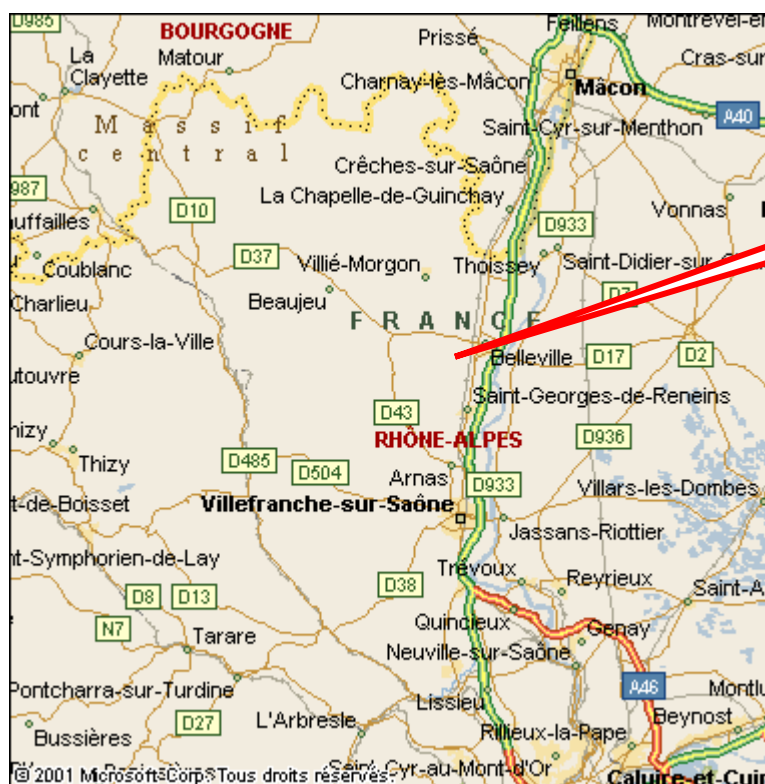 D985
BOURGOGNE
Feillens
Montrevel-en
Matour
Prissé
La
Clayette
Charnay-lès-Mâcon
Cras-sur
Mâcon
ont
A40
Massif
central
Saint-Cyr-sur-Menthon
Crêches-sur-Saône
987
La Chapelle-de-Guinchay
Vonnas
uffailles
D10
D933
D37
Villié-Morgon
Thoissey
Saint-Didier-sur
Coublanc
Charlieu
Beaujeu
D7
FRANCE
Cours-la-Ville
Belleville
D17
D2
utouvre
Saint-Georges-de-Reneins
D43
nizy
RHÔNE-ALPES
D936
Thizy
D485
D504
Arnas
D933
t-de-Boisset
Villefranche-sur-Saône
Villars-les-Dombes
Jassans-Riottier
nt-Symphorien-de-Lay
Trévoux
D38
Reyrieux
Saint-A
D8
D13
Quincieux
N7
Tarare
Genay
Neuville-sur-Saône
Pontcharra-sur-Turdine
Lissieu
A46
Montlu
D27
L'Arbresle
Beynost
Bussières
Rillieux-la-Pape
© 2001 Microsoft Corp. Tous droits réservés.
Saint-Cyr-au-Mont-d'Or
Caluire-et-Cuir